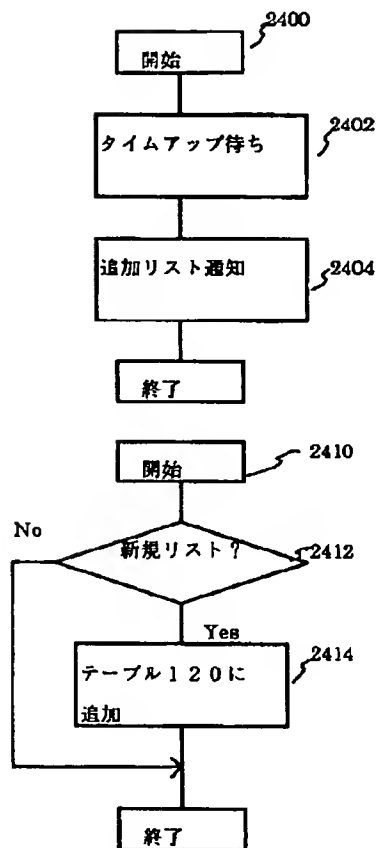 2400
開始
タイムアップ待ち
2402
追加リスト通知
2404
終了
開始
2410
No
新規リスト?
2412
Yes
テーブル120に
追加
2414
終了